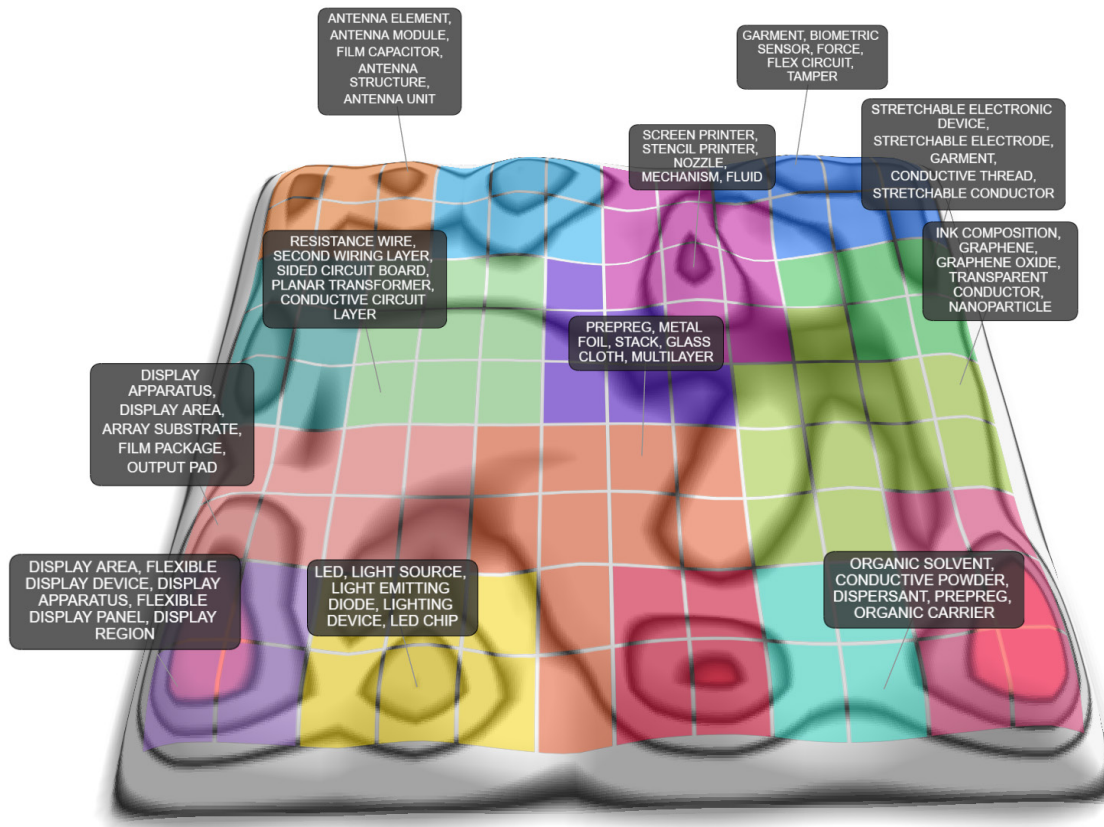 ANTENNA ELEMENT,
ANTENNA MODULE,
FILM CAPACITOR,
ANTENNA
STRUCTURE,
ANTENNA UNIT
GARMENT, BIOMETRIC
SENSOR, FORCE,
FLEX CIRCUIT,
TAMPER
STRETCHABLE ELECTRONIC
DEVICE,
STRETCHABLE ELECTRODE,
GARMENT,
CONDUCTIVE THREAD,
STRETCHABLE CONDUCTOR
SCREEN PRINTER,
STENCIL PRINTER,
NOZZLE,
MECHANISM, FLUID
RESISTANCE WIRE,
SECOND WIRING LAYER,
SIDED CIRCUIT BOARD,
PLANAR TRANSFORMER,
CONDUCTIVE CIRCUIT
LAYER
INK COMPOSITION,
GRAPHENE,
GRAPHENE OXIDE,
TRANSPARENT
CONDUCTOR,
NANOPARTICLE
PREPREG, METAL
FOIL, STACK, GLASS
CLOTH, MULTILAYER
DISPLAY
APPARATUS,
DISPLAY AREA,
ARRAY SUBSTRATE,
FILM PACKAGE,
OUTPUT PAD
DISPLAY AREA, FLEXIBLE
DISPLAY DEVICE, DISPLAY
APPARATUS, FLEXIBLE
DISPLAY PANEL, DISPLAY
REGION
LED, LIGHT SOURCE,
LIGHT EMITTING
DIODE, LIGHTING
DEVICE, LED CHIP
ORGANIC SOLVENT,
CONDUCTIVE POWDER,
DISPERSANT, PREPREG,
ORGANIC CARRIER